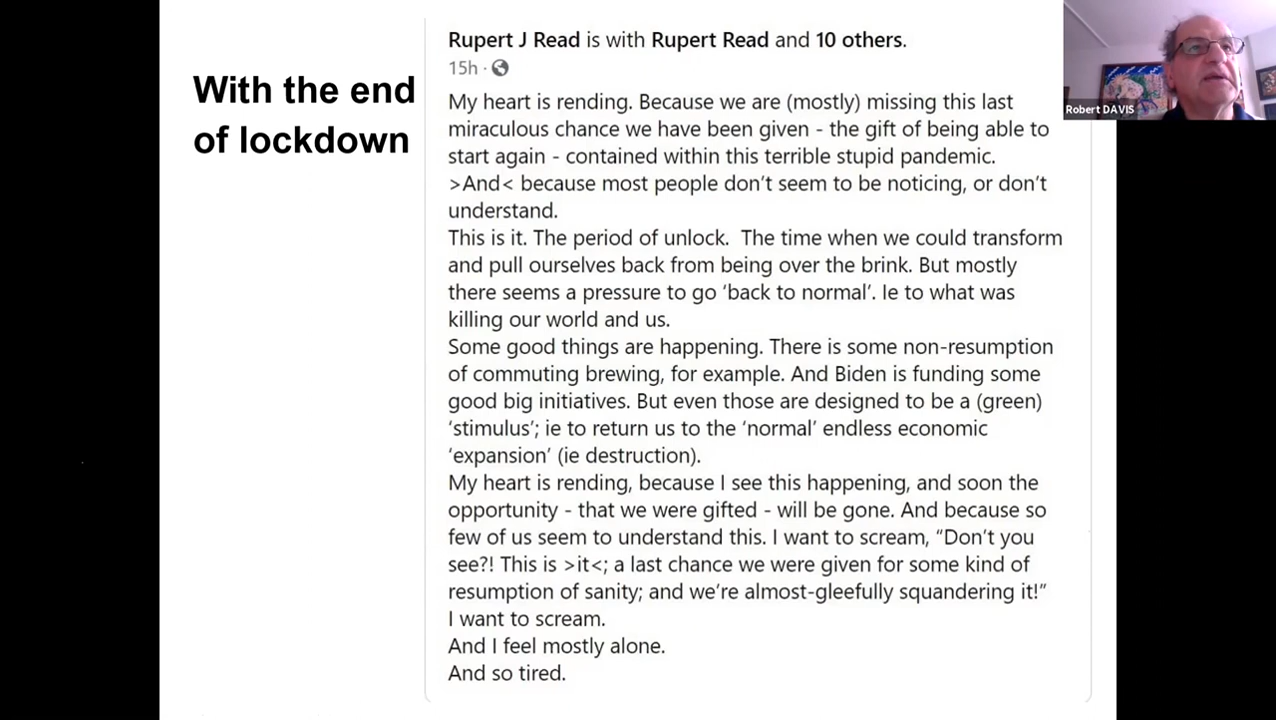 With the end
of lockdown
Rupert J Read is with Rupert Read and 10 others.
15h ·
My heart is rending. Because we are (mostly) missing this last
miraculous chance we have been given - the gift of being able to
start again - contained within this terrible stupid pandemic.
>And< because most people don’t seem to be noticing, or don’t
understand.
This is it. The period of unlock.  The time when we could transform
and pull ourselves back from being over the brink. But mostly
there seems a pressure to go ‘back to normal’. Ie to what was
killing our world and us.
Some good things are happening. There is some non-resumption
of commuting brewing, for example. And Biden is funding some
good big initiatives. But even those are designed to be a (green)
‘stimulus’; ie to return us to the ‘normal’ endless economic
‘expansion’ (ie destruction).
My heart is rending, because I see this happening, and soon the
opportunity - that we were gifted - will be gone. And because so
few of us seem to understand this. I want to scream, “Don’t you
see?! This is >it<; a last chance we were given for some kind of
resumption of sanity; and we’re almost-gleefully squandering it!”
I want to scream.
And I feel mostly alone.
And so tired.
Robert DAVIS